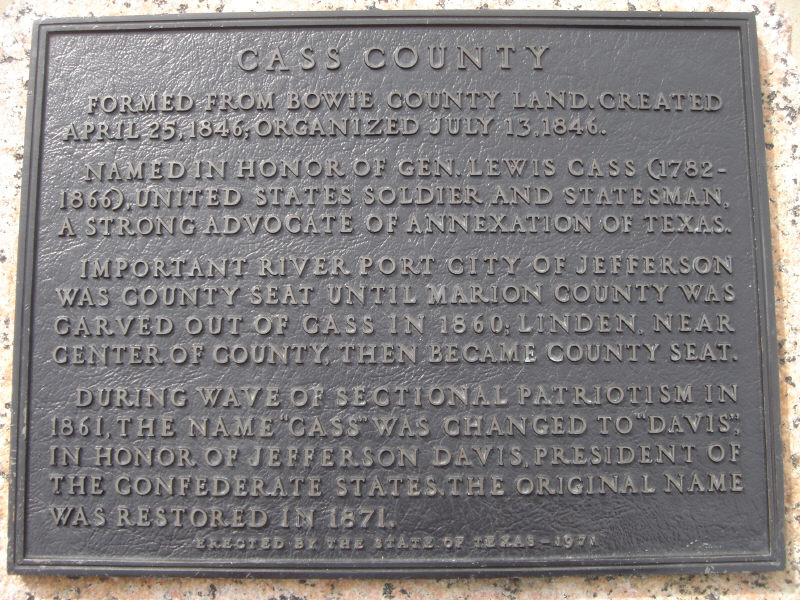 CASS COUNTY
FORMED FROM BOWIE COUNTY LAND. CREATED
APRIL 25, 1846; ORGANIZED JULY 13, 1846.
NAMED IN HONOR OF GEN. LEWIS CASS (1782-
1866), UNITED STATES SOLDIER AND STATESMAN,
A STRONG ADVOCATE OF ANNEXATION OF TEXAS.
IMPORTANT RIVER PORT CITY OF JEFFERSON
WAS COUNTY SEAT UNTIL MARION COUNTY WAS
CARVED OUT OF CASS IN 1860; LINDEN, NEAR
CENTER OF COUNTY, THEN BECAME COUNTY SEAT.
DURING WAVE OF SECTIONAL PATRIOTISM IN
1861, THE NAME "CASS" WAS CHANGED TO "DAVIS",
IN HONOR OF JEFFERSON DAVIS, PRESIDENT OF
THE CONFEDERATE STATES. THE ORIGINAL NAME
WAS RESTORED IN 1871.
ERECTED BY THE STATE OF TEXAS - 1971